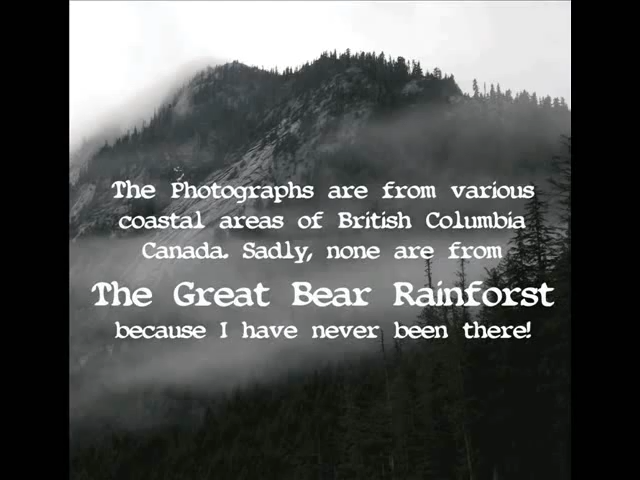 The Photographs are from various
coastal areas of British Columbia
Canada. Sadly, none are from
The Great Bear Rainforst
because I have never been there!